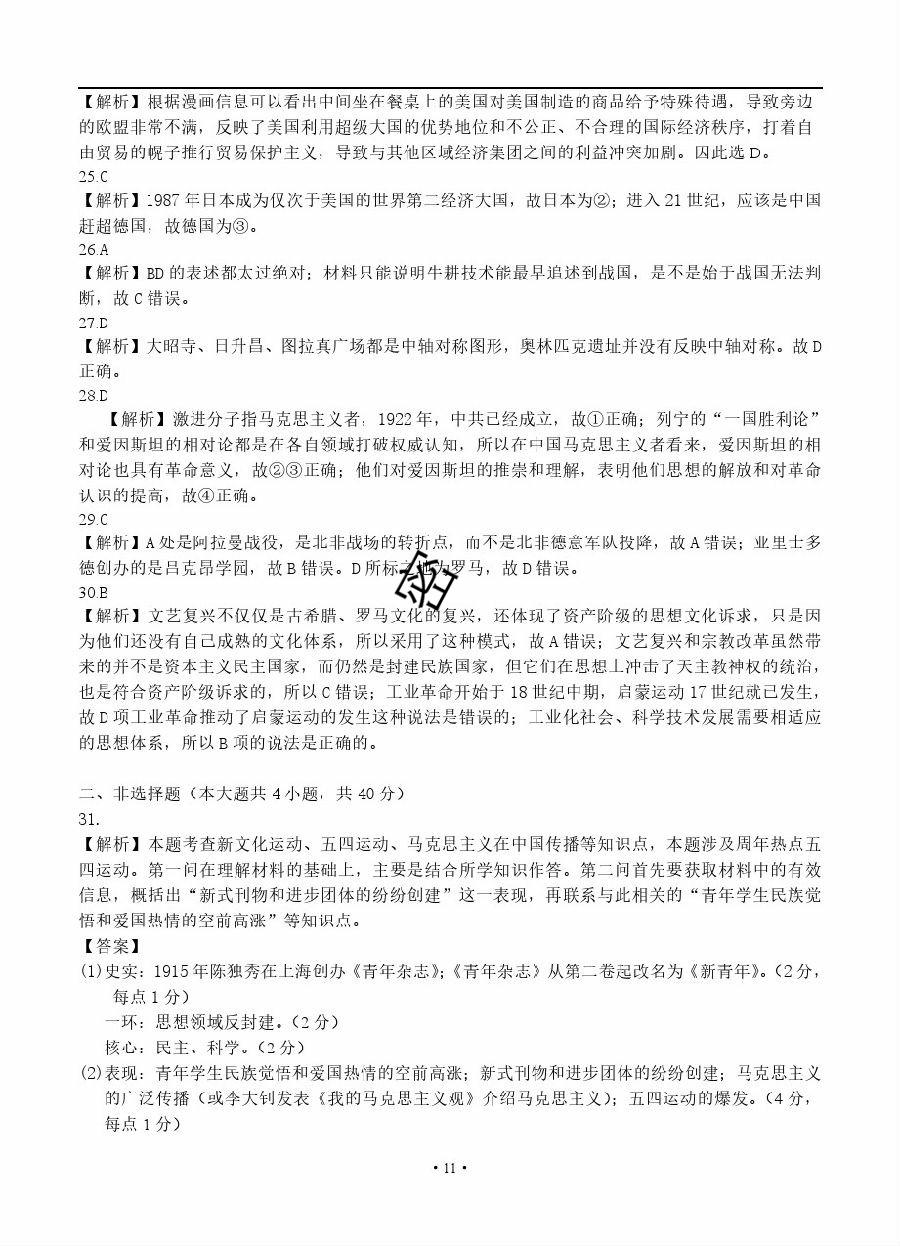 【解析】根据漫画信息可以看出中间坐在餐桌上的美国对美国制造的商品给予特殊待遇，导致旁边
的欧盟非常不满，反映了美国利用超级大国的优势地位和不公正、不合理的国际经济秩序，打着自
由贸易的幌子推行贸易保护主义，导致与其他区域经济集团之间的利益冲突加剧。因此选 D。
25.C
【解析】1987 年日本成为仅次于美国的世界第二经济大国，故日本为②；进入 21 世纪，应该是中国
赶超德国，故德国为③。
26.A
【解析】BD 的表述都太过绝对；材料只能说明牛耕技术能最早追述到战国，是不是始于战国无法判
断，故 C 错误。
27.D
【解析】大昭寺、日升昌、图拉真广场都是中轴对称图形，奥林匹克遗址并没有反映中轴对称。故 D
正确。
28.D
【解析】激进分子指马克思主义者，1922 年，中共已经成立，故①正确；列宁的“一国胜利论”
和爱因斯坦的相对论都是在各自领域打破权威认知，所以在中国马克思主义者看来，爱因斯坦的相
对论也具有革命意义，故②③正确；他们对爱因斯坦的推崇和理解，表明他们思想的解放和对革命
认识的提高，故④正确。
29.C
【解析】A 处是阿拉曼战役，是北非战场的转折点，而不是北非德意军队投降，故 A 错误；亚里士多
德创办的是吕克昂学园，故 B 错误。D 所标之地为罗马，故 D 错误。
密
30.B
【解析】文艺复兴不仅仅是古希腊、罗马文化的复兴，还体现了资产阶级的思想文化诉求，只是因
为他们还没有自己成熟的文化体系，所以采用了这种模式，故 A 错误；文艺复兴和宗教改革虽然带
来的并不是资本主义民主国家，而仍然是封建民族国家，但它们在思想上冲击了天主教神权的统治，
也是符合资产阶级诉求的，所以 C 错误；工业革命开始于 18 世纪中期，启蒙运动 17 世纪就已发生，
故 D 项工业革命推动了启蒙运动的发生这种说法是错误的；工业化社会、科学技术发展需要相适应
的思想体系，所以 B 项的说法是正确的。
二、非选择题（本大题共 4 小题，共 40 分）
31.
【解析】本题考查新文化运动、五四运动、马克思主义在中国传播等知识点，本题涉及周年热点五
四运动。第一问在理解材料的基础上，主要是结合所学知识作答。第二问首先要获取材料中的有效
信息，概括出“新式刊物和进步团体的纷纷创建”这一表现，再联系与此相关的“青年学生民族觉
悟和爱国热情的空前高涨”等知识点。
【答案】
(1)史实：1915 年陈独秀在上海创办《青年杂志》；《青年杂志》从第二卷起改名为《新青年》。（2 分，
每点 1 分）
一环：思想领域反封建。（2 分）
核心：民主、科学。（2 分）
(2)表现：青年学生民族觉悟和爱国热情的空前高涨；新式刊物和进步团体的纷纷创建；马克思主义
的广泛传播（或李大钊发表《我的马克思主义观》介绍马克思主义）；五四运动的爆发。（4 分，
每点 1 分）
·11·